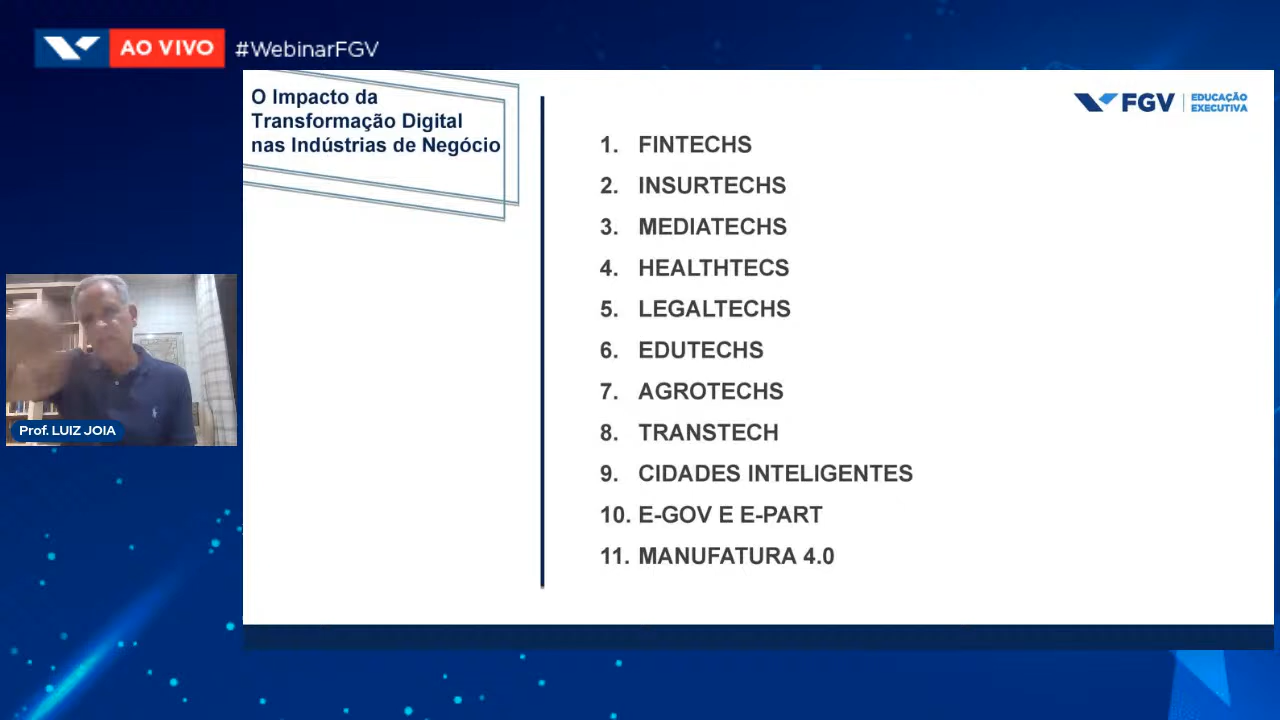 AO VIVO #WebinarFGV
O Impacto da
Transformação Digital
nas Indústrias de Negócio
FGV EDUCAÇÃO
EXECUTIVA
1. FINTECHS
2. INSURTECHS
3. MEDIATECHS
4. HEALTHTECS
5. LEGALTECHS
6. EDUTECHS
7. AGROTECHS
8. TRANSTECH
9. CIDADES INTELIGENTES
10. E-GOV E E-PART
11. MANUFATURA 4.0
Prof. LUIZ JOIA